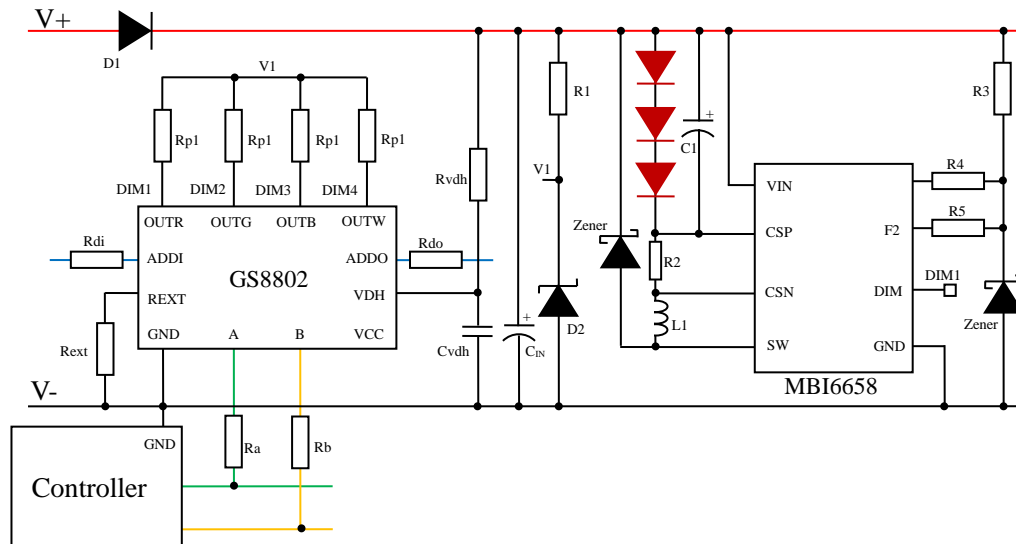 V+
D1
V1
Rp1
Rp1
Rp1
Rp1
DIM1
DIM2
DIM3
DIM4
OUTR
OUTG
OUTB
OUTW
Rdi
ADDI
GS8802
ADDO
Rdo
REXT
VDH
GND
A
B
VCC
Rext
Rvdh
Cvdh
+
CIN
R1
V1
D2
Zener
+
C1
R2
L1
VIN
CSP
CSN
SW
F2
DIM
GND
MBI6658
R3
R4
R5
DIM1
Zener
V-
GND
Ra
Rb
Controller